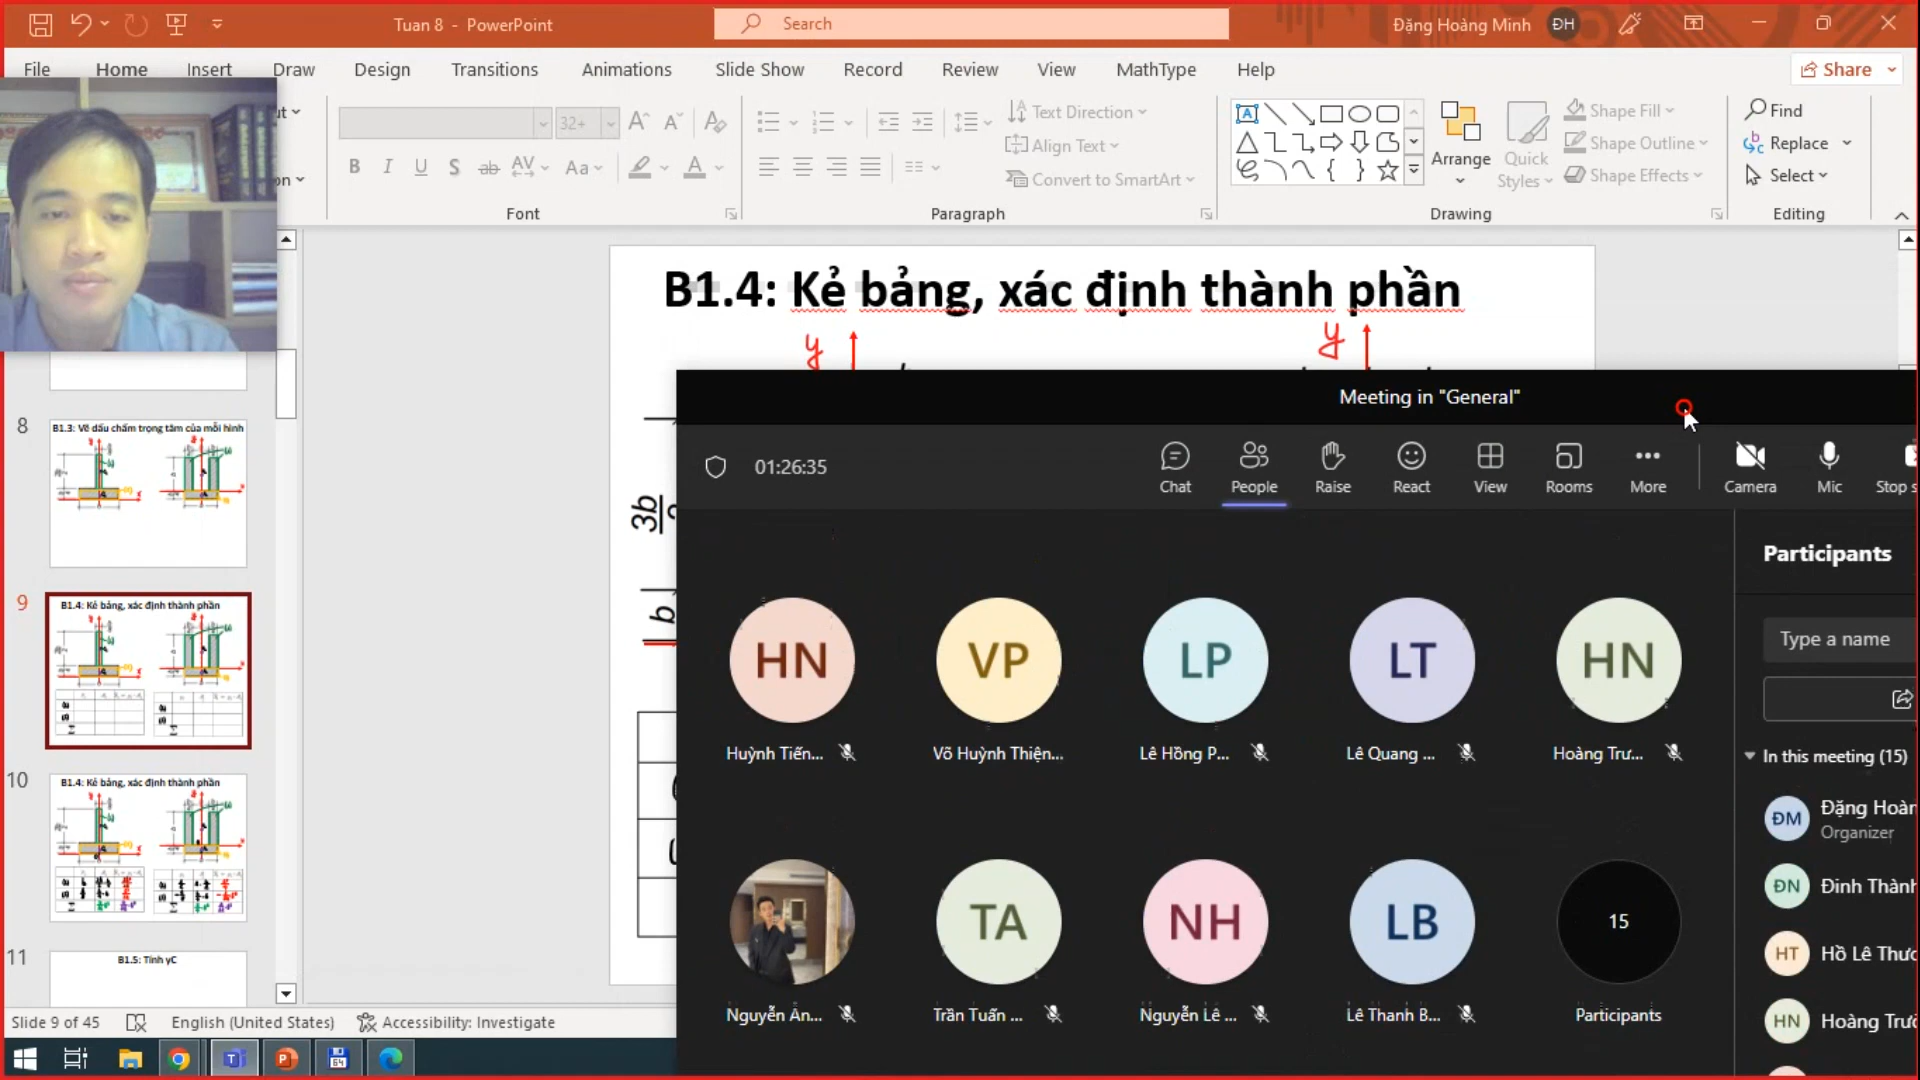 Tuan 8 - PowerPoint
Search
Đặng Hoàng Minh
ĐH
File
Home
Insert
Draw
Design
Transitions
Animations
Slide Show
Record
Review
View
MathType
Help
Share
32+
Text Direction
Align Text
Convert to SmartArt
Arrange
Quick
Styles
Shape Fill
Shape Outline
Shape Effects
Find
Replace
Select
Font
Paragraph
Drawing
Editing
B1.4: Kẻ bảng, xác định thành phần
y
y
3b
b
8
B1.3: Vẽ dấu chấm trọng tâm của mỗi hình
9
B1.4: Kẻ bảng, xác định thành phần
10
B1.4: Kẻ bảng, xác định thành phần
11
B1.5: Tính yC
Meeting in "General"
01:26:35
Chat
People
Raise
React
View
Rooms
More
Camera
Mic
Stop s
Participants
Type a name
In this meeting (15)
HN
VP
LP
LT
HN
Huỳnh Tiến...
Võ Huỳnh Thiện...
Lê Hồng P...
Lê Quang ...
Hoàng Trư...
TA
NH
LB
15
Nguyễn Ân...
Trần Tuấn ...
Nguyễn Lê ...
Lê Thanh B...
Participants
ĐM
Đặng Hoàn
Organizer
ĐN
Đinh Thành
HT
Hồ Lê Thươ
HN
Hoàng Trườ
Slide 9 of 45
English (United States)
Accessibility: Investigate